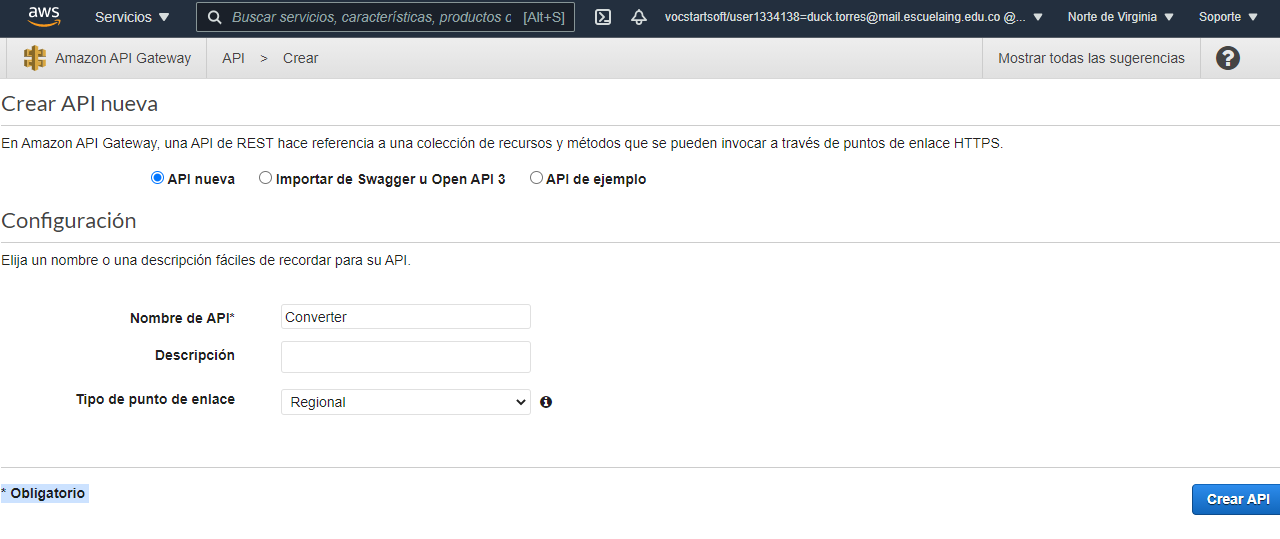 aws Servicios Buscar servicios, características, productos c [Alt+S] vocstartsoft/user1334138=duck.torres@mail.escuelaing.edu.co @... Norte de Virginia Soporte
Amazon API Gateway API > Crear Mostrar todas las sugerencias ?
Crear API nueva
En Amazon API Gateway, una API de REST hace referencia a una colección de recursos y métodos que se pueden invocar a través de puntos de enlace HTTPS.
API nueva Importar de Swagger u Open API 3 API de ejemplo
Configuración
Elija un nombre o una descripción fáciles de recordar para su API.
Nombre de API* Converter
Descripción
Tipo de punto de enlace Regional
* Obligatorio Crear API